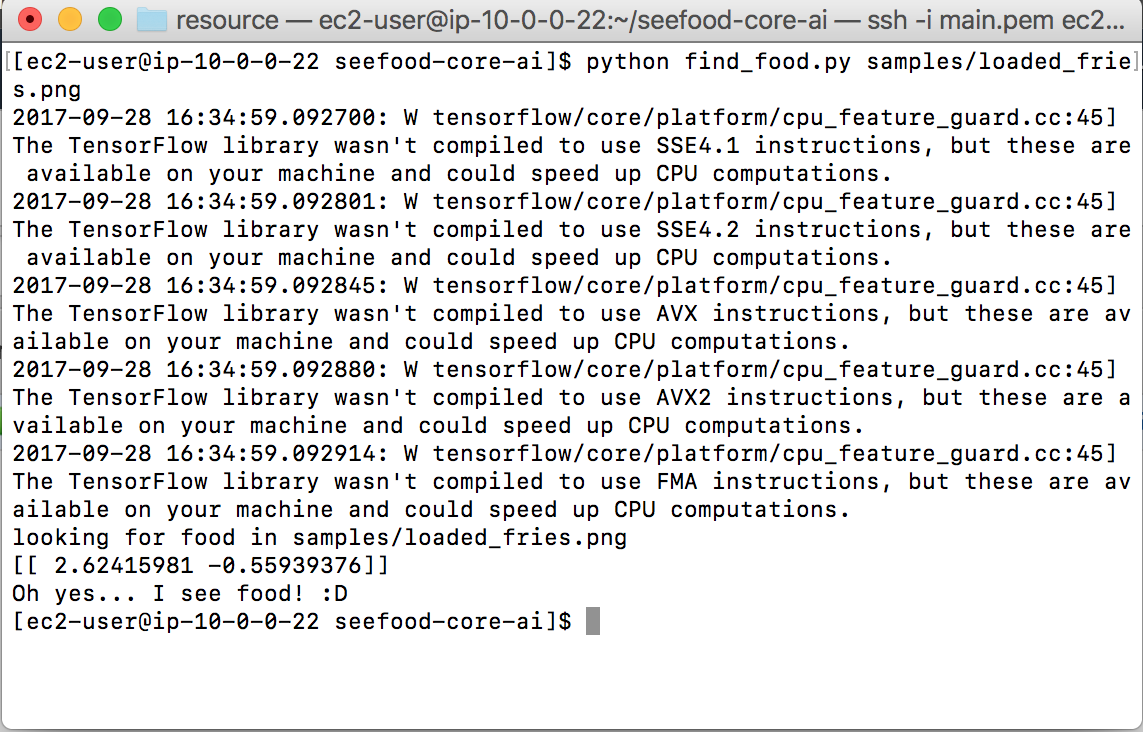 resource — ec2-user@ip-10-0-0-22:~/seefood-core-ai — ssh -i main.pem ec2...
[[ec2-user@ip-10-0-0-22 seefood-core-ai]$ python find_food.py samples/loaded_frie]
s.png
2017-09-28 16:34:59.092700: W tensorflow/core/platform/cpu_feature_guard.cc:45]
The TensorFlow library wasn't compiled to use SSE4.1 instructions, but these are
 available on your machine and could speed up CPU computations.
2017-09-28 16:34:59.092801: W tensorflow/core/platform/cpu_feature_guard.cc:45]
The TensorFlow library wasn't compiled to use SSE4.2 instructions, but these are
 available on your machine and could speed up CPU computations.
2017-09-28 16:34:59.092845: W tensorflow/core/platform/cpu_feature_guard.cc:45]
The TensorFlow library wasn't compiled to use AVX instructions, but these are av
ailable on your machine and could speed up CPU computations.
2017-09-28 16:34:59.092880: W tensorflow/core/platform/cpu_feature_guard.cc:45]
The TensorFlow library wasn't compiled to use AVX2 instructions, but these are a
vailable on your machine and could speed up CPU computations.
2017-09-28 16:34:59.092914: W tensorflow/core/platform/cpu_feature_guard.cc:45]
The TensorFlow library wasn't compiled to use FMA instructions, but these are av
ailable on your machine and could speed up CPU computations.
looking for food in samples/loaded_fries.png
[[ 2.62415981 -0.55939376]]
Oh yes... I see food! :D
[ec2-user@ip-10-0-0-22 seefood-core-ai]$